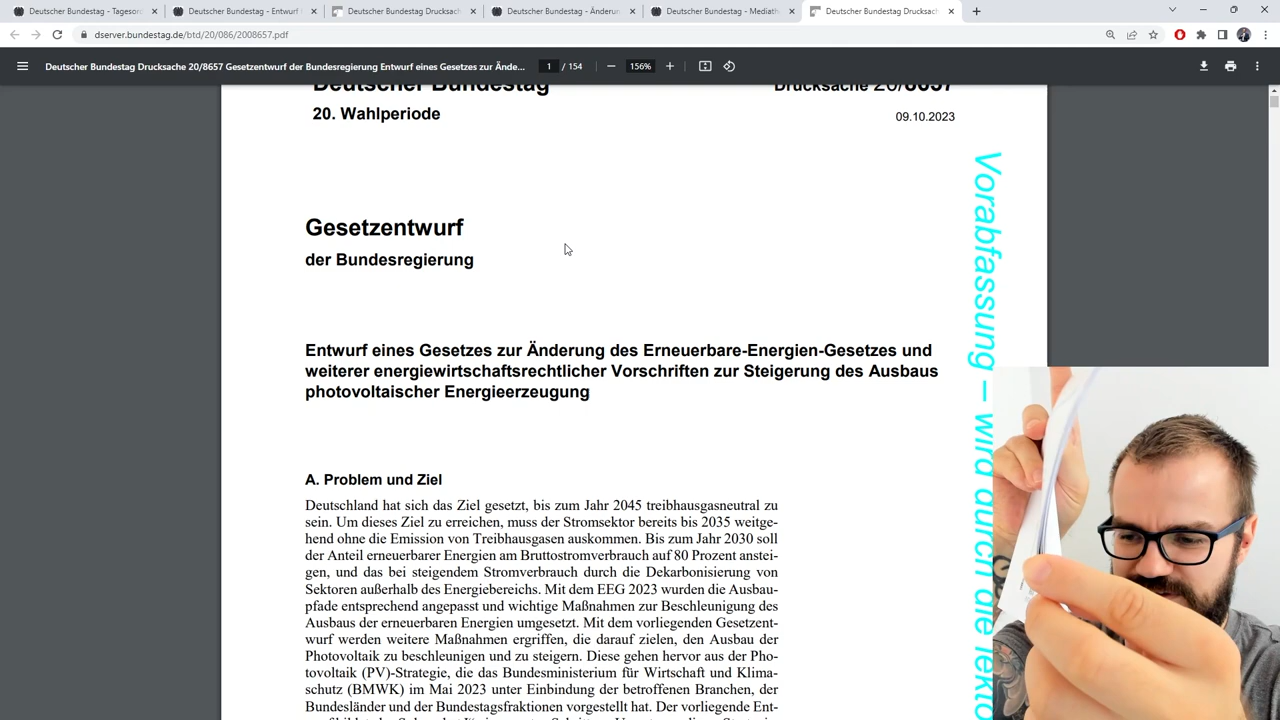 Deutscher Bundestag - Tagesord
Deutscher Bundestag - Entwurf
Deutscher Bundestag Drucksach
Deutscher Bundestag - Änderun
Deutscher Bundestag - Mediath
Deutscher Bundestag Drucksach
dserver.bundestag.de/btd/20/086/2008657.pdf
Deutscher Bundestag Drucksache 20/8657 Gesetzentwurf der Bundesregierung Entwurf eines Gesetzes zur Ände...
1 / 154
156%
Deutscher Bundestag
Drucksache 20/8657
20. Wahlperiode
09.10.2023
Gesetzentwurf
der Bundesregierung
Entwurf eines Gesetzes zur Änderung des Erneuerbare-Energien-Gesetzes und
weiterer energiewirtschaftsrechtlicher Vorschriften zur Steigerung des Ausbaus
photovoltaischer Energieerzeugung
A. Problem und Ziel
Deutschland hat sich das Ziel gesetzt, bis zum Jahr 2045 treibhausgasneutral zu
sein. Um dieses Ziel zu erreichen, muss der Stromsektor bereits bis 2035 weitge-
hend ohne die Emission von Treibhausgasen auskommen. Bis zum Jahr 2030 soll
der Anteil erneuerbarer Energien am Bruttostromverbrauch auf 80 Prozent anstei-
gen, und das bei steigendem Stromverbrauch durch die Dekarbonisierung von
Sektoren außerhalb des Energiebereichs. Mit dem EEG 2023 wurden die Ausbau-
pfade entsprechend angepasst und wichtige Maßnahmen zur Beschleunigung des
Ausbaus der erneuerbaren Energien umgesetzt. Mit dem vorliegenden Gesetzent-
wurf werden weitere Maßnahmen ergriffen, die darauf zielen, den Ausbau der
Photovoltaik zu beschleunigen und zu steigern. Diese gehen hervor aus der Pho-
tovoltaik (PV)-Strategie, die das Bundesministerium für Wirtschaft und Klima-
schutz (BMWK) im Mai 2023 unter Einbindung der betroffenen Branchen, der
Bundesländer und der Bundestagsfraktionen vorgestellt hat. Der vorliegende Ent-
Vorabfassung – wird durch die lekto